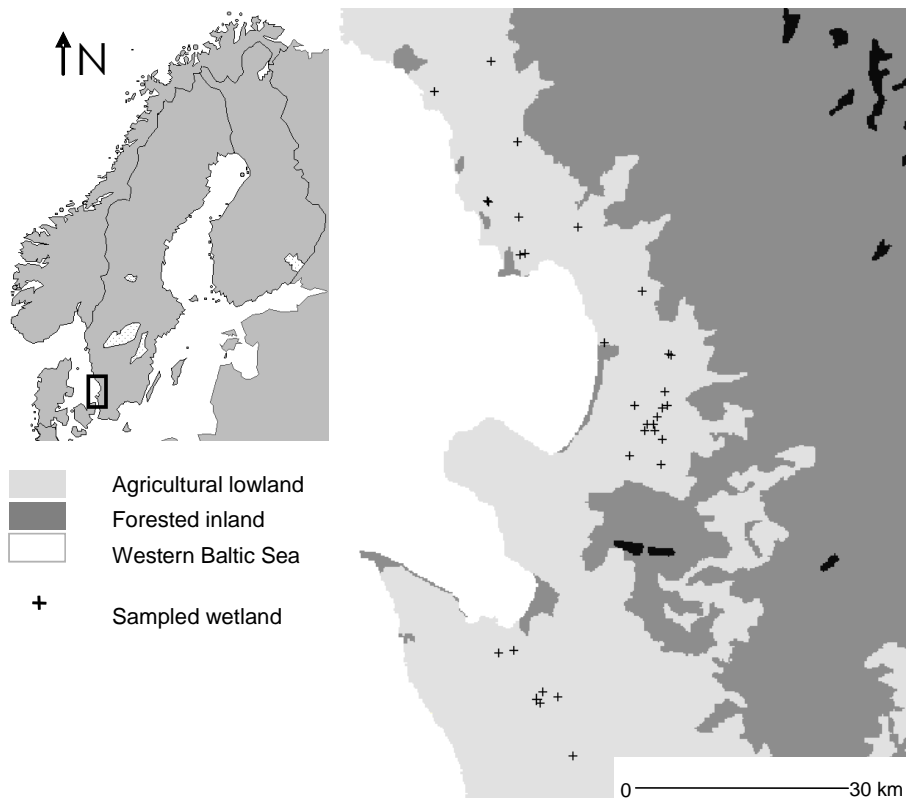 N
Agricultural lowland
Forested inland
Western Baltic Sea
Sampled wetland
0 30 km